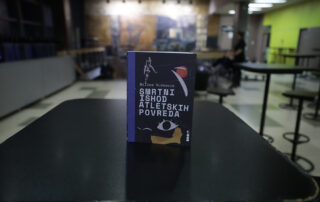 SMRTNI
ISHOD
ATLETSKIH
POVREDA